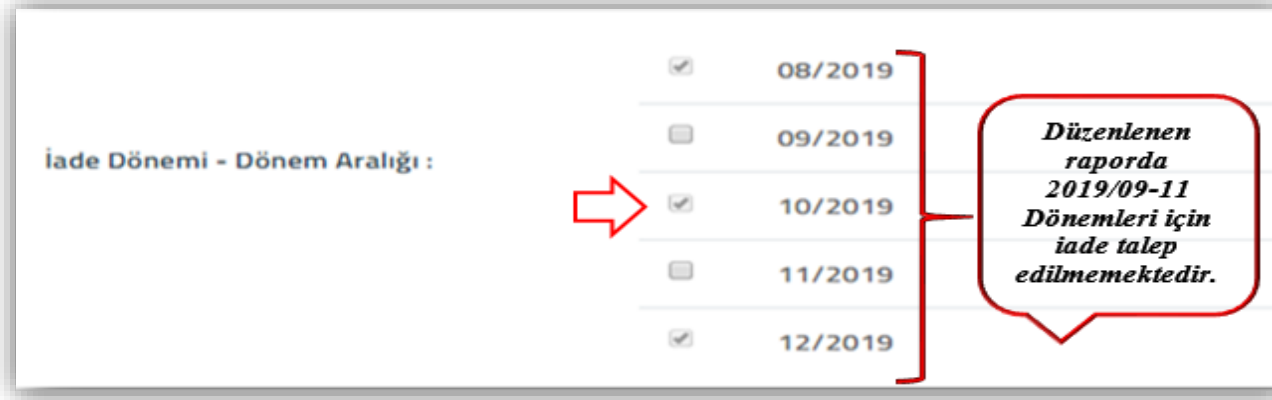 İade Dönemi - Dönem Aralığı :
08/2019
09/2019
10/2019
11/2019
12/2019
Düzenlenen
raporda
2019/09-11
Dönemleri için
iade talep
edilmemektedir.